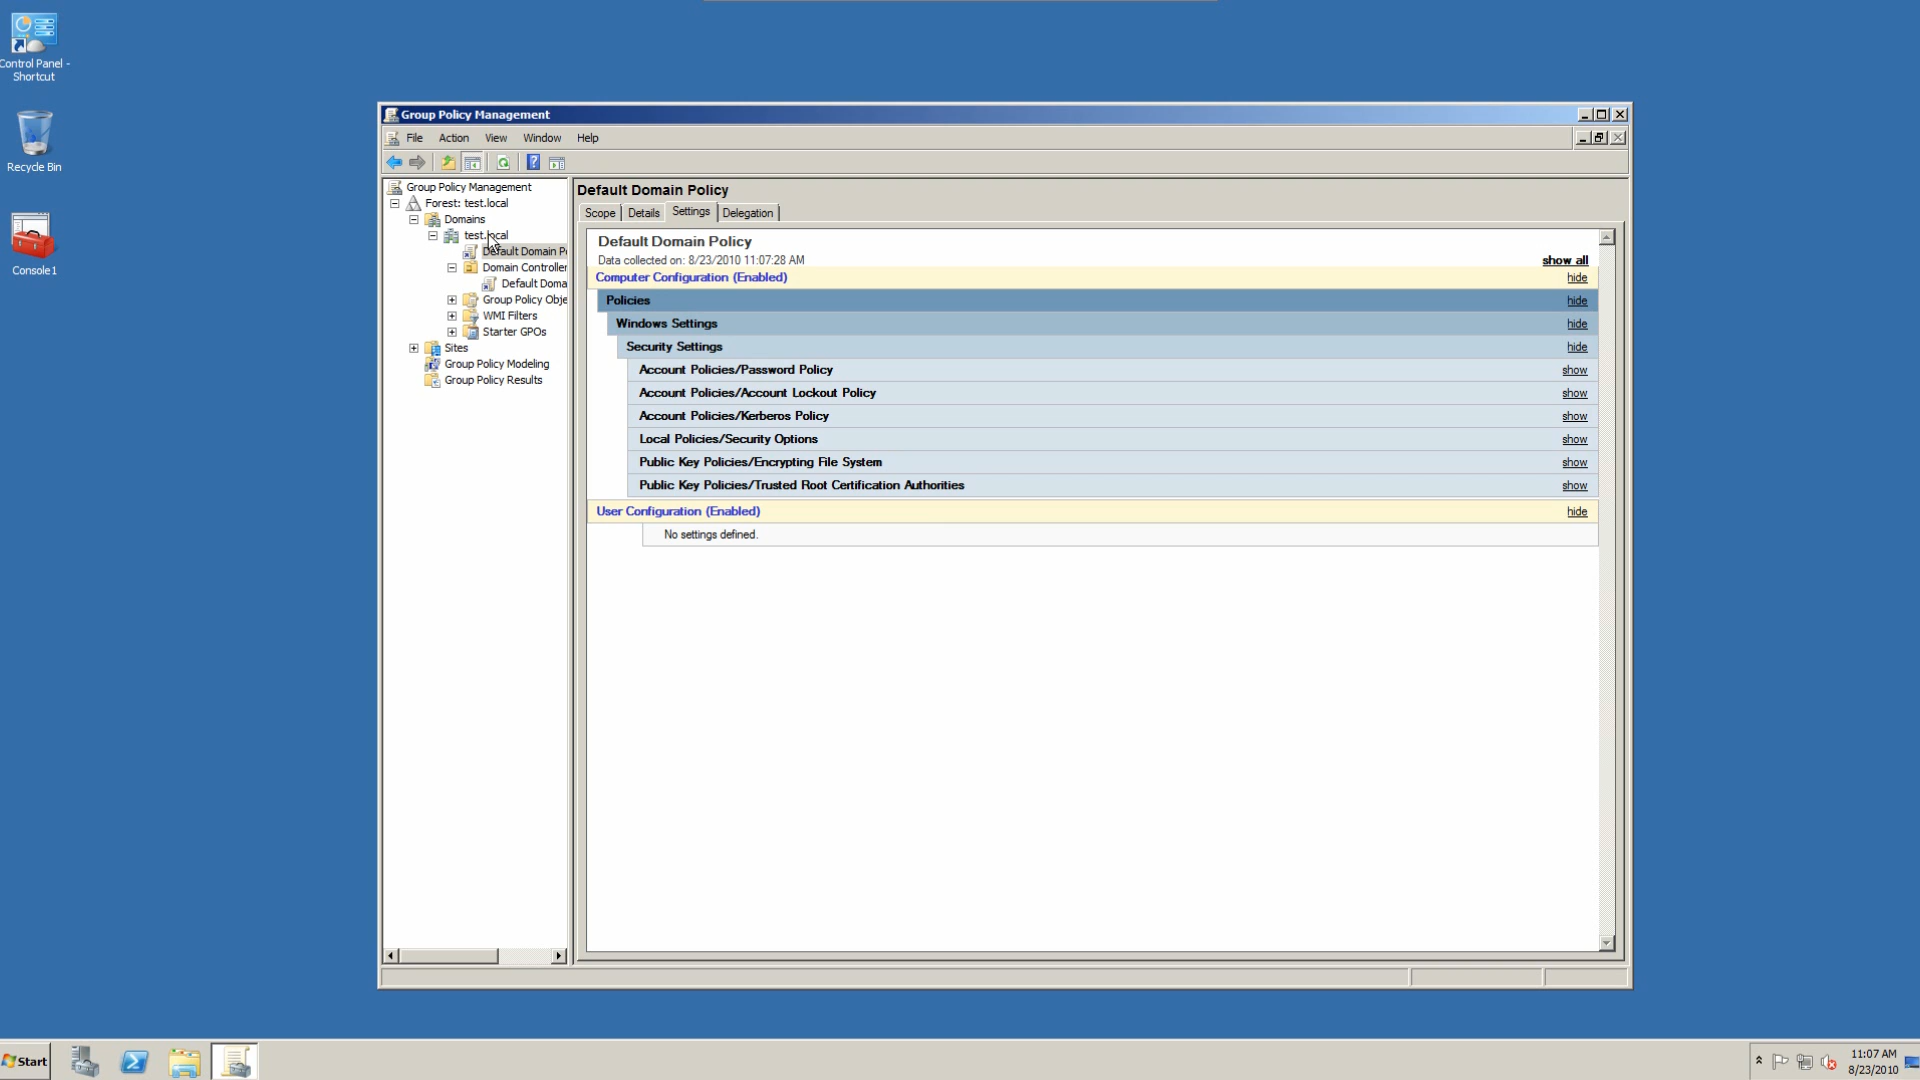 Control Panel -
Shortcut
Recycle Bin
Console1
Group Policy Management
File Action View Window Help
Group Policy Management
Forest: test.local
Domains
test.local
Default Domain P
Domain Controller
Default Doma
Group Policy Obje
WMI Filters
Starter GPOs
Sites
Group Policy Modeling
Group Policy Results
Default Domain Policy
Scope Details Settings Delegation
Default Domain Policy
Data collected on: 8/23/2010 11:07:28 AM show all
Computer Configuration (Enabled) hide
Policies hide
Windows Settings hide
Security Settings hide
Account Policies/Password Policy show
Account Policies/Account Lockout Policy show
Account Policies/Kerberos Policy show
Local Policies/Security Options show
Public Key Policies/Encrypting File System show
Public Key Policies/Trusted Root Certification Authorities show
User Configuration (Enabled) hide
No settings defined.
Start
11:07 AM
8/23/2010